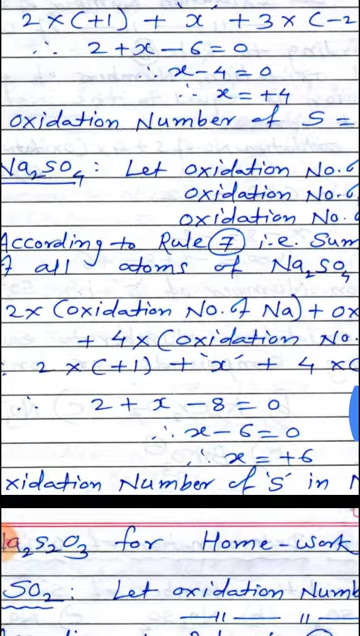 2 × (+1) + 'x' + 3 × (-2
∴ 2 + x - 6 = 0
∴ x - 4 = 0
∴ x = +4
Oxidation Number of S =
Na₂SO₄ : Let Oxidation No. o
Oxidation No. o
Oxidation No. o
According to Rule ⑦ i.e. Sum
of all atoms of Na₂SO₄
2× (Oxidation No. of Na) + Ox
+ 4 × (Oxidation No.
: 2 × (+1) + 'x' + 4 × (
∴ 2 + x - 8 = 0
∴ x - 6 = 0
∴ x = +6
xidation Number of 'S' in N
Na₂S₂O₃ for Home-work
SO₂ : Let oxidation Numb
—11— 11—